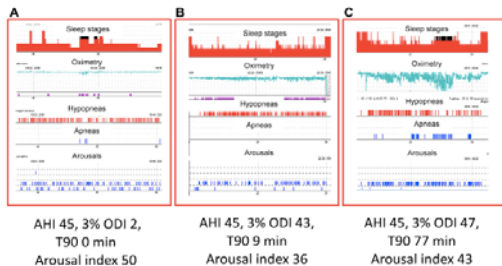 A
Sleep stages
Oximetry
Hypopneas
Apneas
Arousals
AHI 45, 3% ODI 2,
T90 0 min
Arousal index 50
B
Sleep stages
Oximetry
Hypopneas
Apneas
Arousals
AHI 45, 3% ODI 43,
T90 9 min
Arousal index 36
C
Sleep stages
Oximetry
Hypopneas
Apneas
Arousals
AHI 45, 3% ODI 47,
T90 77 min
Arousal index 43